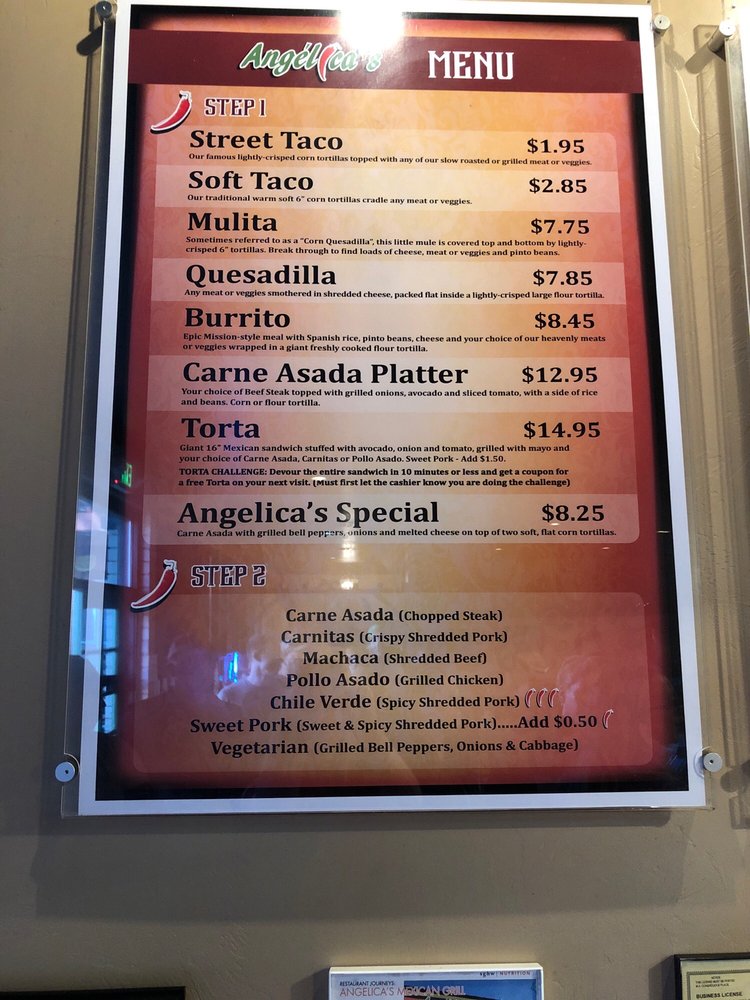 Angélica's MENU
STEP 1
Street Taco $1.95
Our famous lightly-crisped corn tortillas topped with any of our slow roasted or grilled meat or veggies.
Soft Taco $2.85
Our traditional warm soft 6" corn tortillas cradle any meat or veggies.
Mulita $7.75
Sometimes referred to as a "Corn Quesadilla", this little mule is covered top and bottom by lightly-
crisped 6" tortillas. Break through to find loads of cheese, meat or veggies and pinto beans.
Quesadilla $7.85
Any meat or veggies smothered in shredded cheese, packed flat inside a lightly-crisped large flour tortilla.
Burrito $8.45
Epic Mission-style meal with Spanish rice, pinto beans, cheese and your choice of our heavenly meats
or veggies wrapped in a giant freshly cooked flour tortilla.
Carne Asada Platter $12.95
Your choice of Beef Steak topped with grilled onions, avocado and sliced tomato, with a side of rice
and beans. Corn or flour tortilla.
Torta $14.95
Giant 16" Mexican sandwich stuffed with avocado, onion and tomato, grilled with mayo and
your choice of Carne Asada, Carnitas or Pollo Asado. Sweet Pork - Add $1.50.
TORTA CHALLENGE: Devour the entire sandwich in 10 minutes or less and get a coupon for
a free Torta on your next visit. (Must first let the cashier know you are doing the challenge)
Angelica's Special $8.25
Carne Asada with grilled bell peppers, onions and melted cheese on top of two soft, flat corn tortillas.
STEP 2
Carne Asada (Chopped Steak)
Carnitas (Crispy Shredded Pork)
Machaca (Shredded Beef)
Pollo Asado (Grilled Chicken)
Chile Verde (Spicy Shredded Pork)
Sweet Pork (Sweet & Spicy Shredded Pork).....Add $0.50
Vegetarian (Grilled Bell Peppers, Onions & Cabbage)
NUTRITION
RESTAURANT JOURNEYS:
ANGELICA'S MEXICAN GRILL
BUSINESS LICENSE